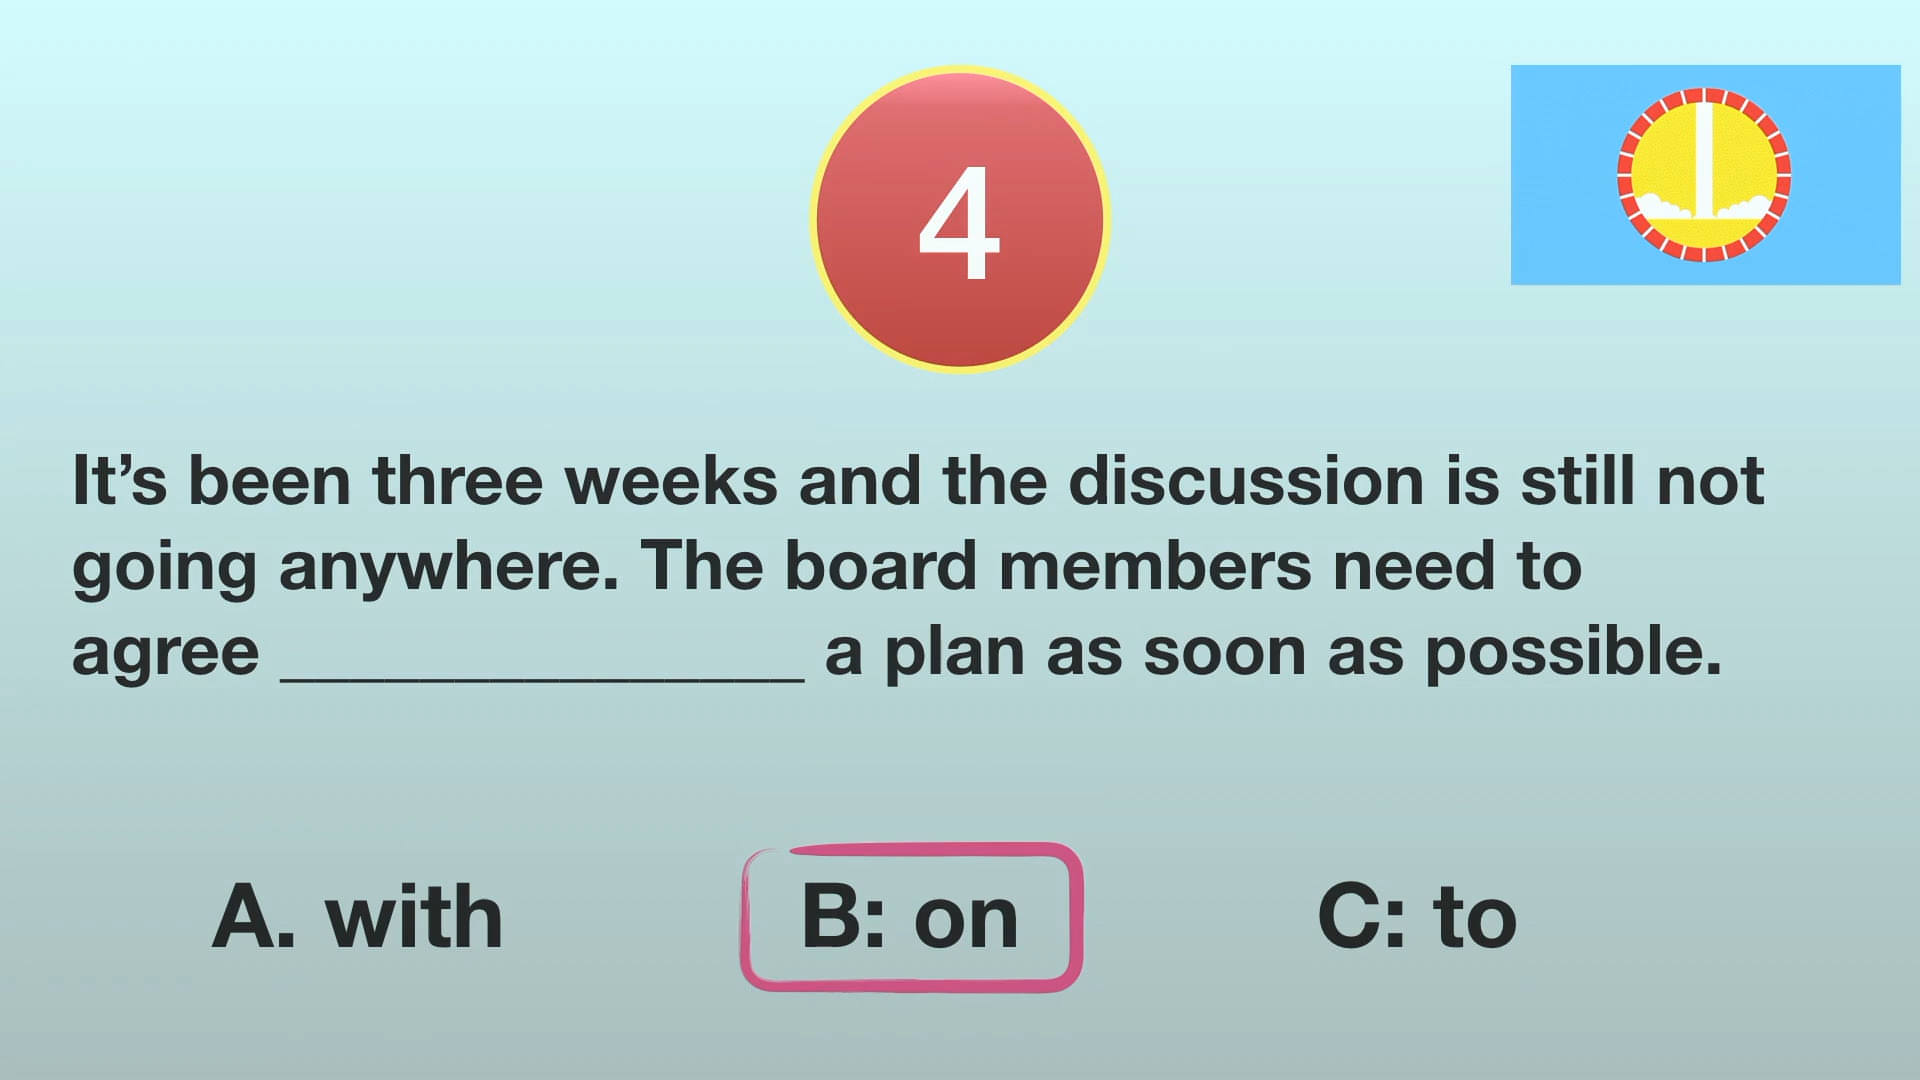 4
It’s been three weeks and the discussion is still not
going anywhere. The board members need to
agree _______________ a plan as soon as possible.
A. with
B: on
C: to